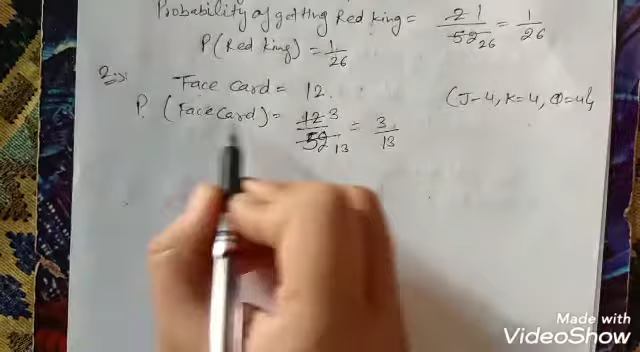 Probability of getting Red king = 2 1 / 52 26 = 1/26
P (Red king) = 1/26
2.
Face card = 12.
(J=4, K=4, Q=4)
P. (Face card) = 12 3 / 52 13 = 3/13
Made with
VideoShow